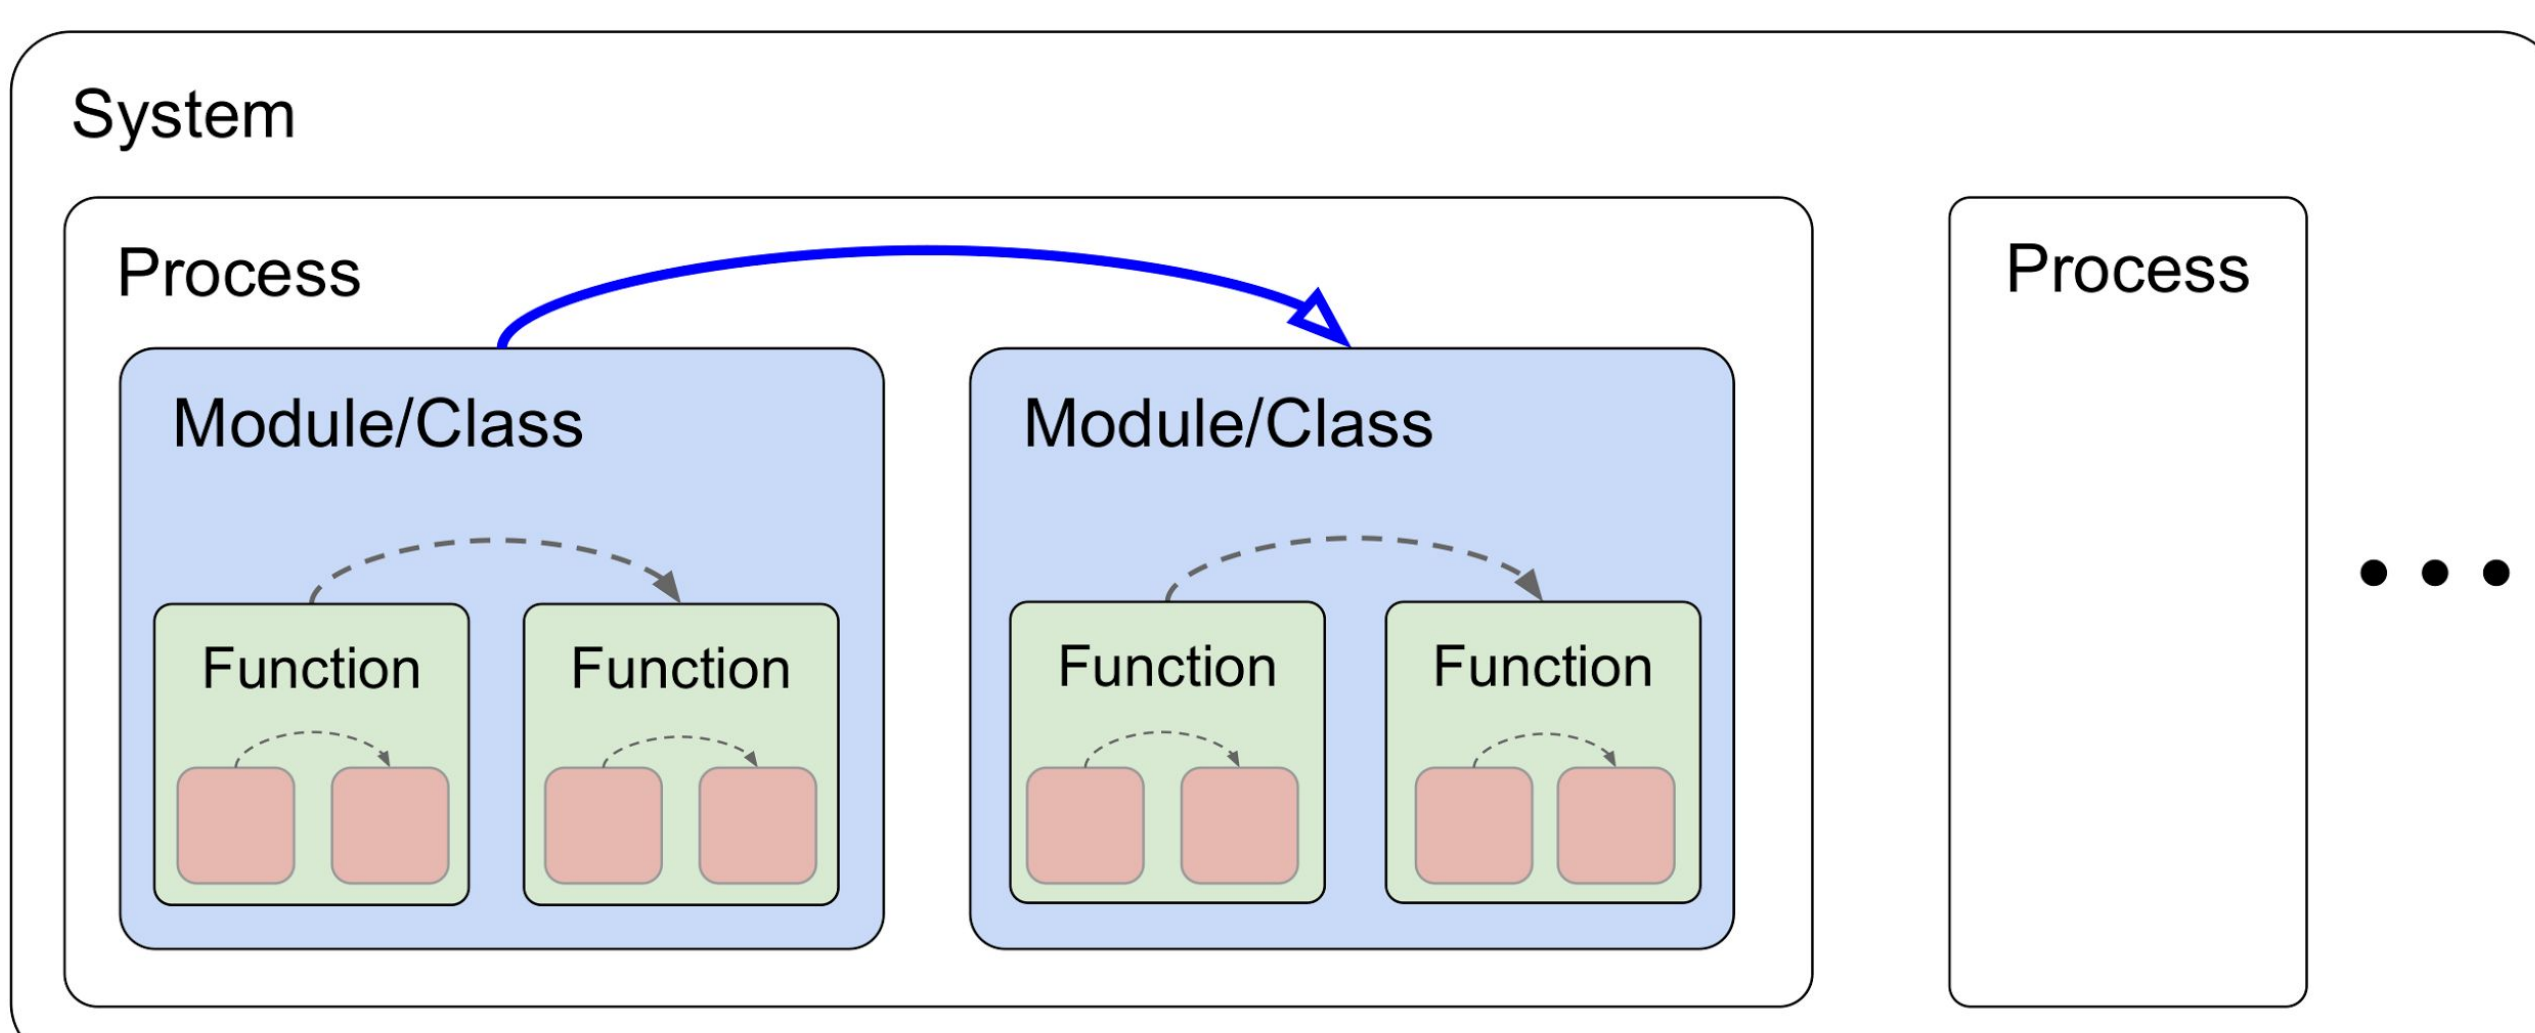 System
Process
Process
Module/Class
Module/Class
Function
Function
Function
Function